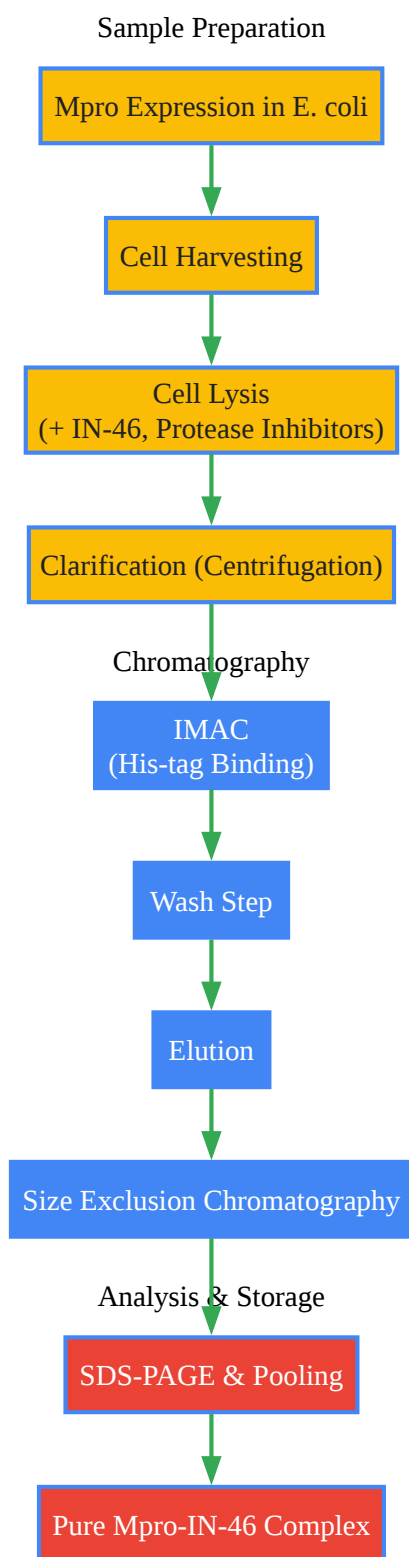 Sample Preparation
Mpro Expression in E. coli
Cell Harvesting
Cell Lysis
(+ IN-46, Protease Inhibitors)
Clarification (Centrifugation)
Chromatography
IMAC
(His-tag Binding)
Wash Step
Elution
Size Exclusion Chromatography
Analysis & Storage
SDS-PAGE & Pooling
Pure Mpro-IN-46 Complex